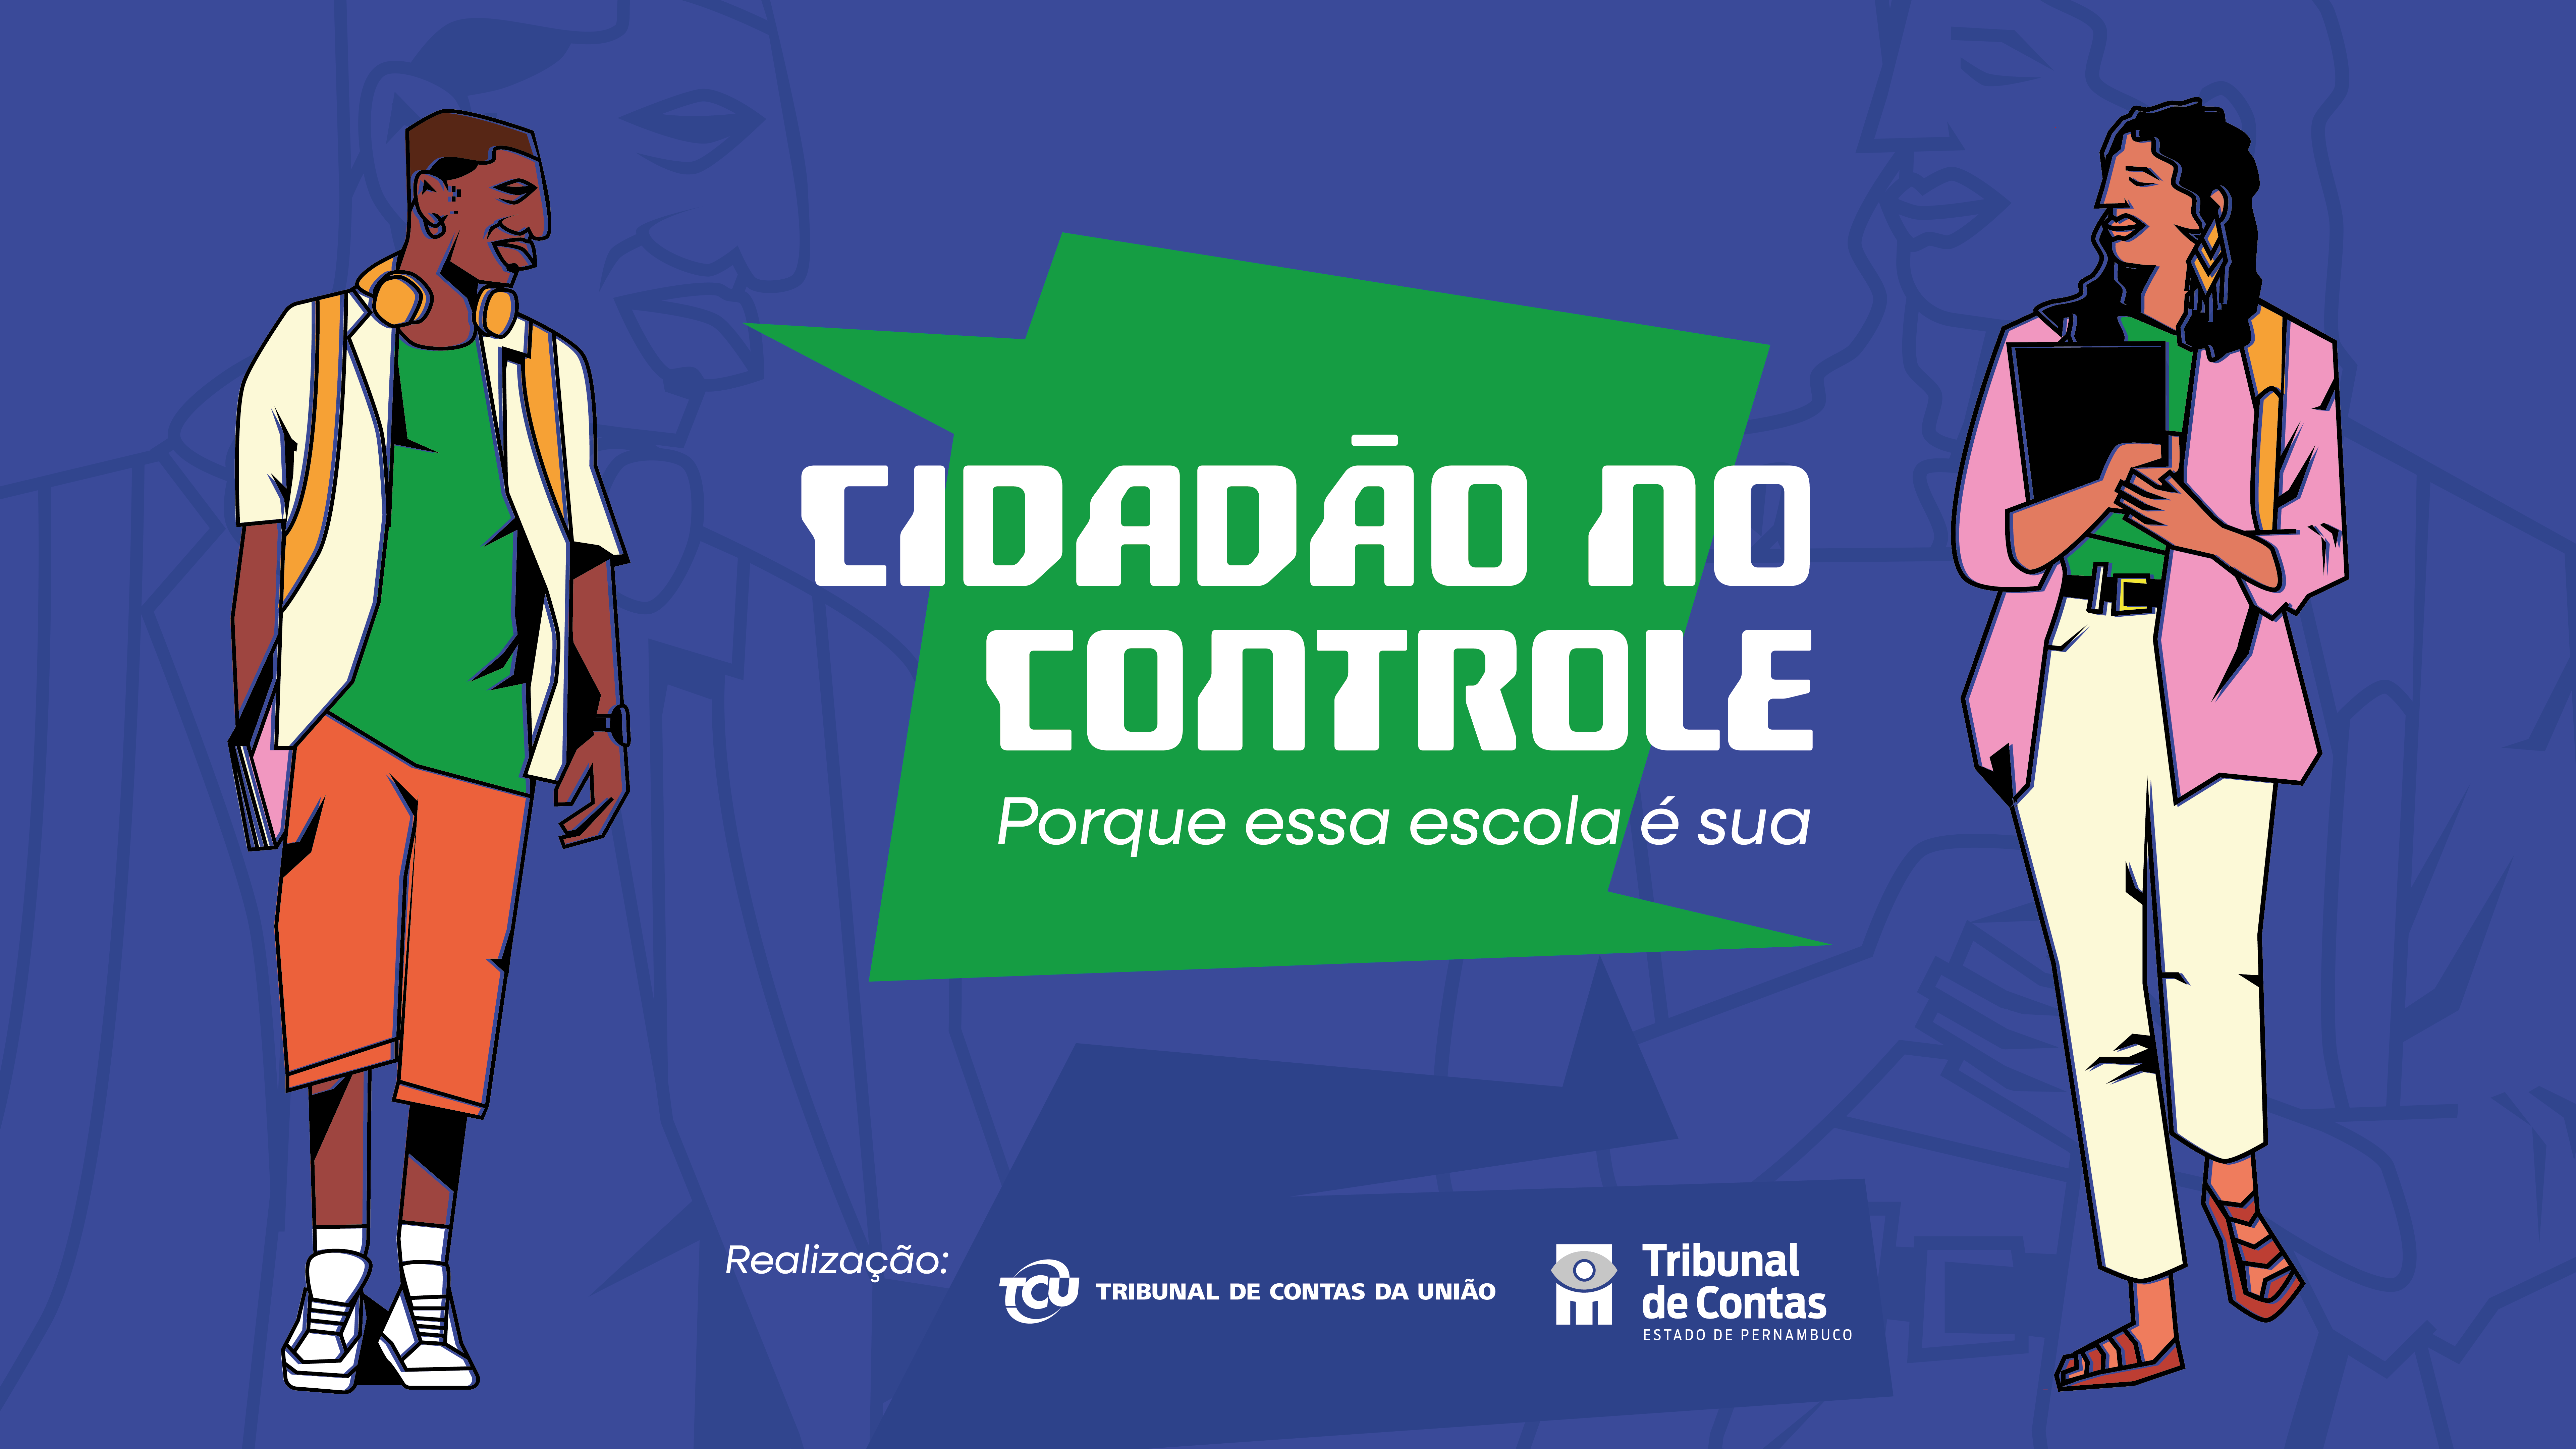 CIDADÃO NO
CONTROLE
Porque essa escola é sua
Realização:
TCU TRIBUNAL DE CONTAS DA UNIÃO
Tribunal
de Contas
ESTADO DE PERNAMBUCO